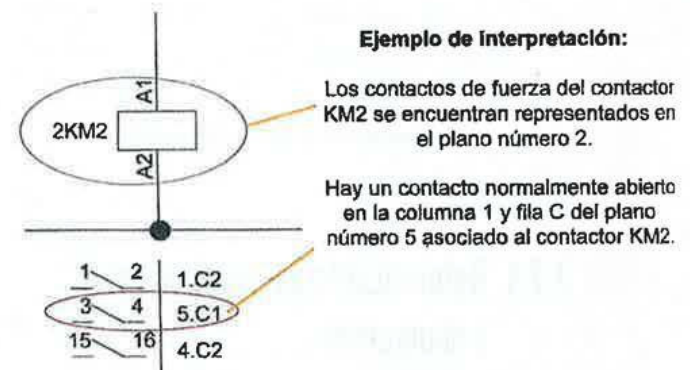 Ejemplo de interpretación:
Los contactos de fuerza del contactor
KM2 se encuentran representados en
el plano número 2.
Hay un contacto normalmente abierto
en la columna 1 y fila C del plano
número 5 asociado al contactor KM2.
A1
2KM2
A2
1 2 1.C2
3 4 5.C1
15 16 4.C2